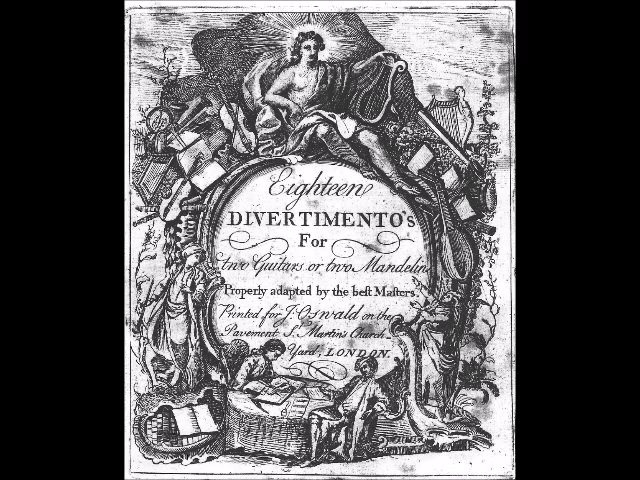 Eighteen
DIVERTIMENTO's
For
two Guitars or two Mandelin
Properly adapted by the beſt Maſters.
Printed for J. Oswald on the
Pavement St. Martin's Church
Yard, LONDON.